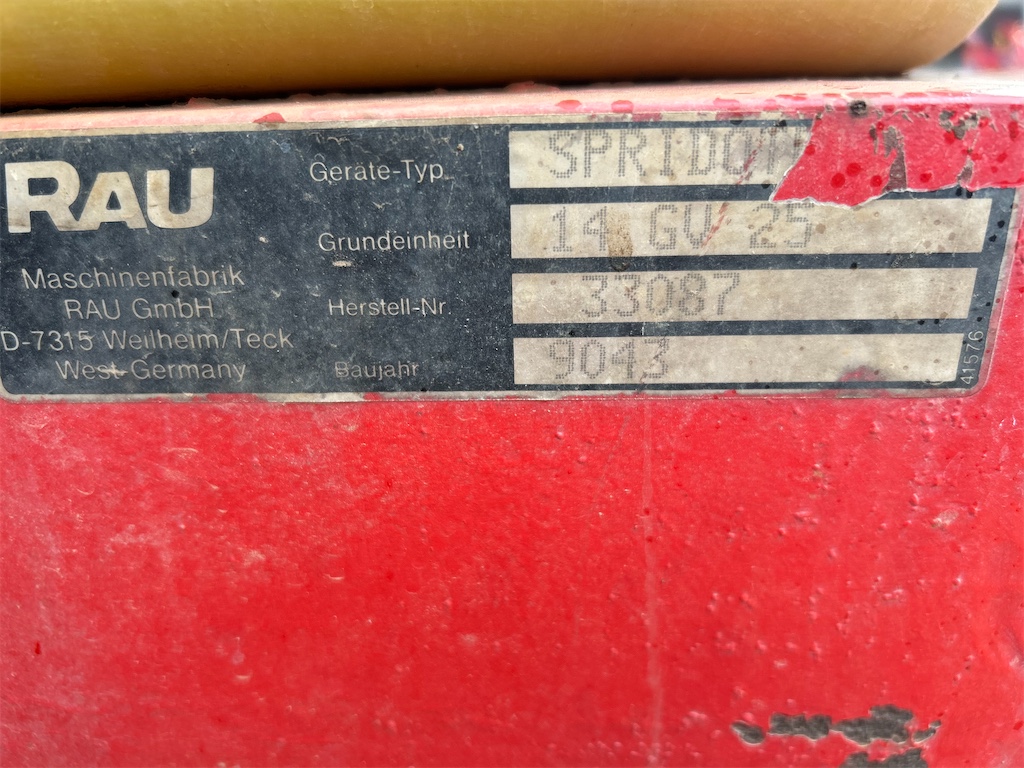 RAU
Maschinenfabrik
RAU GmbH
D-7315 Weilheim/Teck
West-Germany
Geräte-Typ
Grundeinheit 14 GV 25
Herstell-Nr. 33087
Baujahr 9043
41576